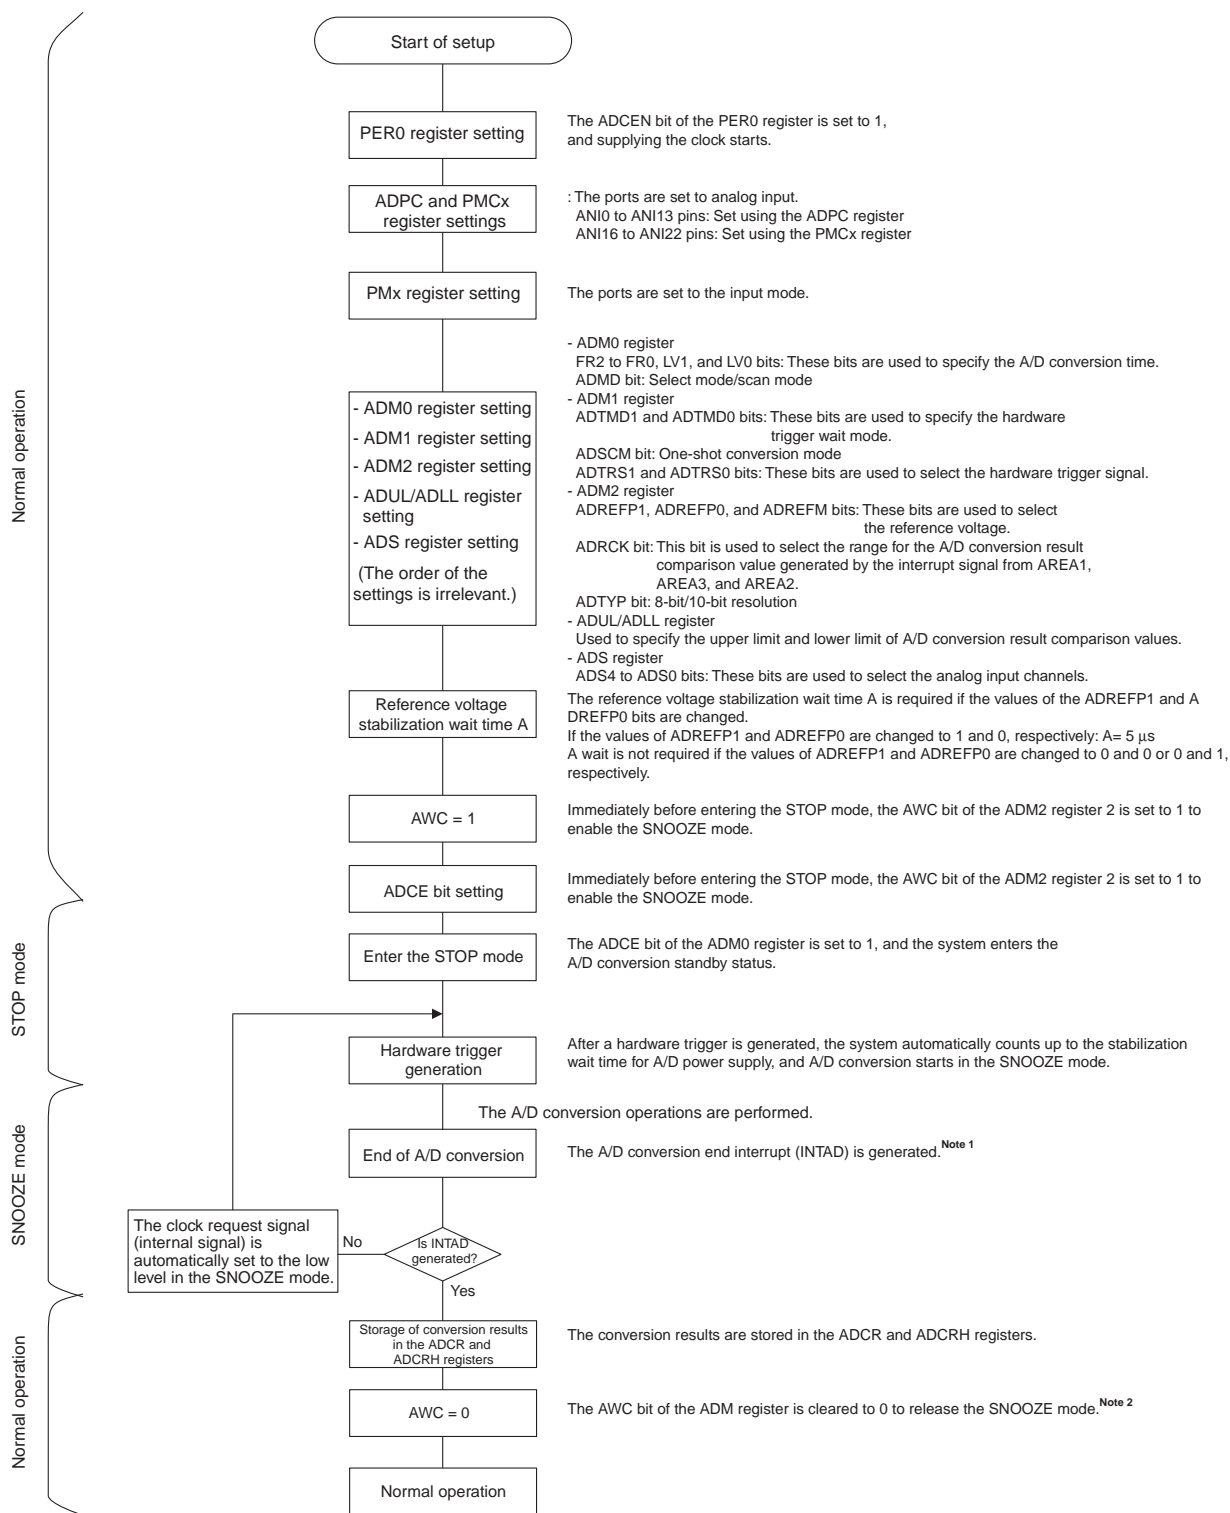 Start of setup
PER0 register setting
The ADCEN bit of the PER0 register is set to 1,
and supplying the clock starts.
ADPC and PMCx
register settings
: The ports are set to analog input.
ANI0 to ANI13 pins: Set using the ADPC register
ANI16 to ANI22 pins: Set using the PMCx register
PMx register setting
The ports are set to the input mode.
Normal operation
- ADM0 register setting
- ADM1 register setting
- ADM2 register setting
- ADUL/ADLL register
setting
- ADS register setting
(The order of the
settings is irrelevant.)
- ADM0 register
FR2 to FR0, LV1, and LV0 bits: These bits are used to specify the A/D conversion time.
ADMD bit: Select mode/scan mode
- ADM1 register
ADTMD1 and ADTMD0 bits: These bits are used to specify the hardware
trigger wait mode.
ADSCM bit: One-shot conversion mode
ADTRS1 and ADTRS0 bits: These bits are used to select the hardware trigger signal.
- ADM2 register
ADREFP1, ADREFP0, and ADREFM bits: These bits are used to select
the reference voltage.
ADRCK bit: This bit is used to select the range for the A/D conversion result
comparison value generated by the interrupt signal from AREA1,
AREA3, and AREA2.
ADTYP bit: 8-bit/10-bit resolution
- ADUL/ADLL register
Used to specify the upper limit and lower limit of A/D conversion result comparison values.
- ADS register
ADS4 to ADS0 bits: These bits are used to select the analog input channels.
Reference voltage
stabilization wait time A
The reference voltage stabilization wait time A is required if the values of the ADREFP1 and A
DREFP0 bits are changed.
If the values of ADREFP1 and ADREFP0 are changed to 1 and 0, respectively: A= 5 μs
A wait is not required if the values of ADREFP1 and ADREFP0 are changed to 0 and 0 or 0 and 1,
respectively.
AWC = 1
Immediately before entering the STOP mode, the AWC bit of the ADM2 register 2 is set to 1 to
enable the SNOOZE mode.
ADCE bit setting
Immediately before entering the STOP mode, the AWC bit of the ADM2 register 2 is set to 1 to
enable the SNOOZE mode.
STOP mode
Enter the STOP mode
The ADCE bit of the ADM0 register is set to 1, and the system enters the
A/D conversion standby status.
Hardware trigger
generation
After a hardware trigger is generated, the system automatically counts up to the stabilization
wait time for A/D power supply, and A/D conversion starts in the SNOOZE mode.
SNOOZE mode
The A/D conversion operations are performed.
End of A/D conversion
The A/D conversion end interrupt (INTAD) is generated.Note 1
The clock request signal
(internal signal) is
automatically set to the low
level in the SNOOZE mode.
No
Is INTAD
generated?
Yes
Normal operation
Storage of conversion results
in the ADCR and
ADCRH registers
The conversion results are stored in the ADCR and ADCRH registers.
AWC = 0
The AWC bit of the ADM register is cleared to 0 to release the SNOOZE mode.Note 2
Normal operation